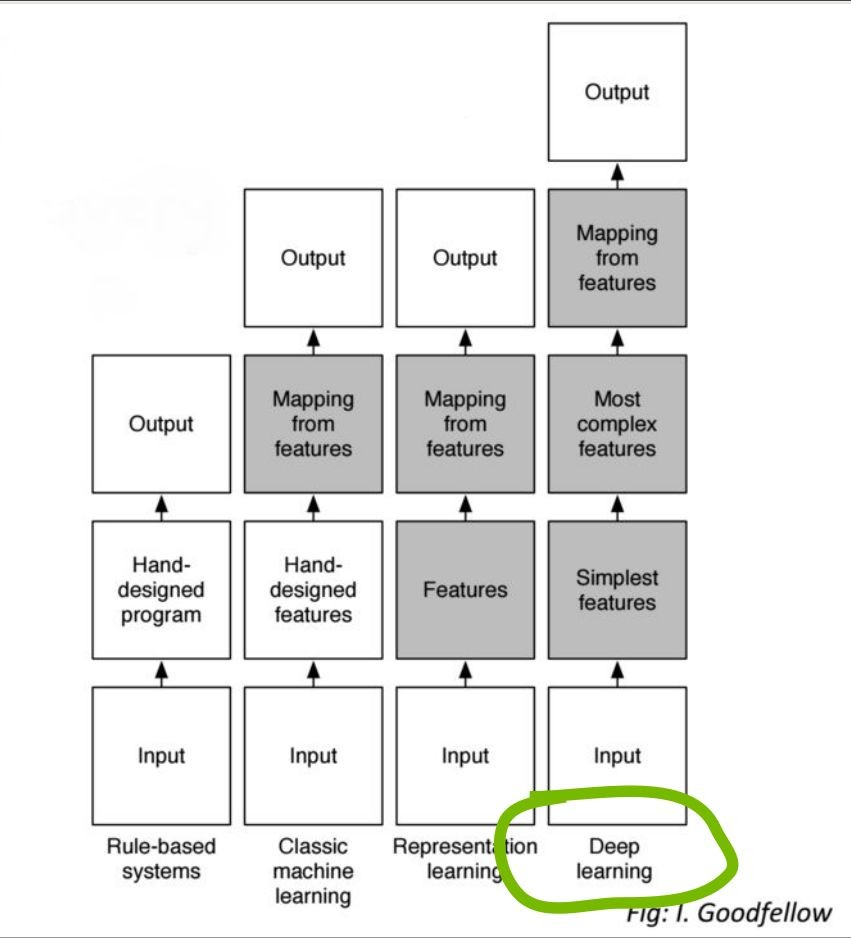 Output
Output
Output
Mapping
from
features
Output
Mapping
from
features
Mapping
from
features
Most
complex
features
Hand-
designed
program
Hand-
designed
features
Features
Simplest
features
Input
Input
Input
Input
Rule-based
systems
Classic
machine
learning
Representation
learning
Deep
learning
Fig: I. Goodfellow